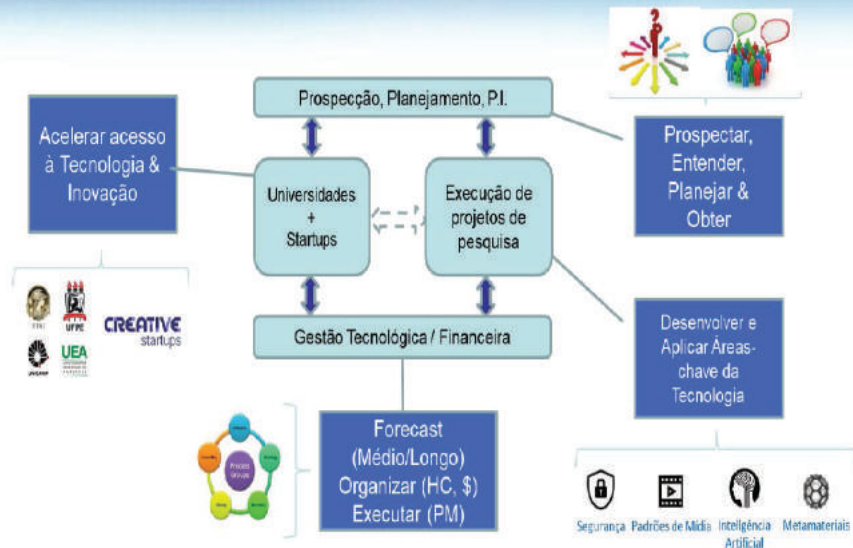 Prospecção, Planejamento, P.I.
Acelerar acesso
à Tecnologia &
Inovação
Universidades
+
Startups
Execução de
projetos de
pesquisa
Prospectar,
Entender,
Planejar &
Obter
UFPE
UEA
CREATIVE
startups
Gestão Tecnológica / Financeira
Desenvolver e
Aplicar Áreas-
chave da
Tecnologia
Process
Groups
Forecast
(Médio/Longo)
Organizar (HC, $)
Executar (PM)
Segurança
Padrões de Mídia
Inteligência
Artificial
Metamateriais